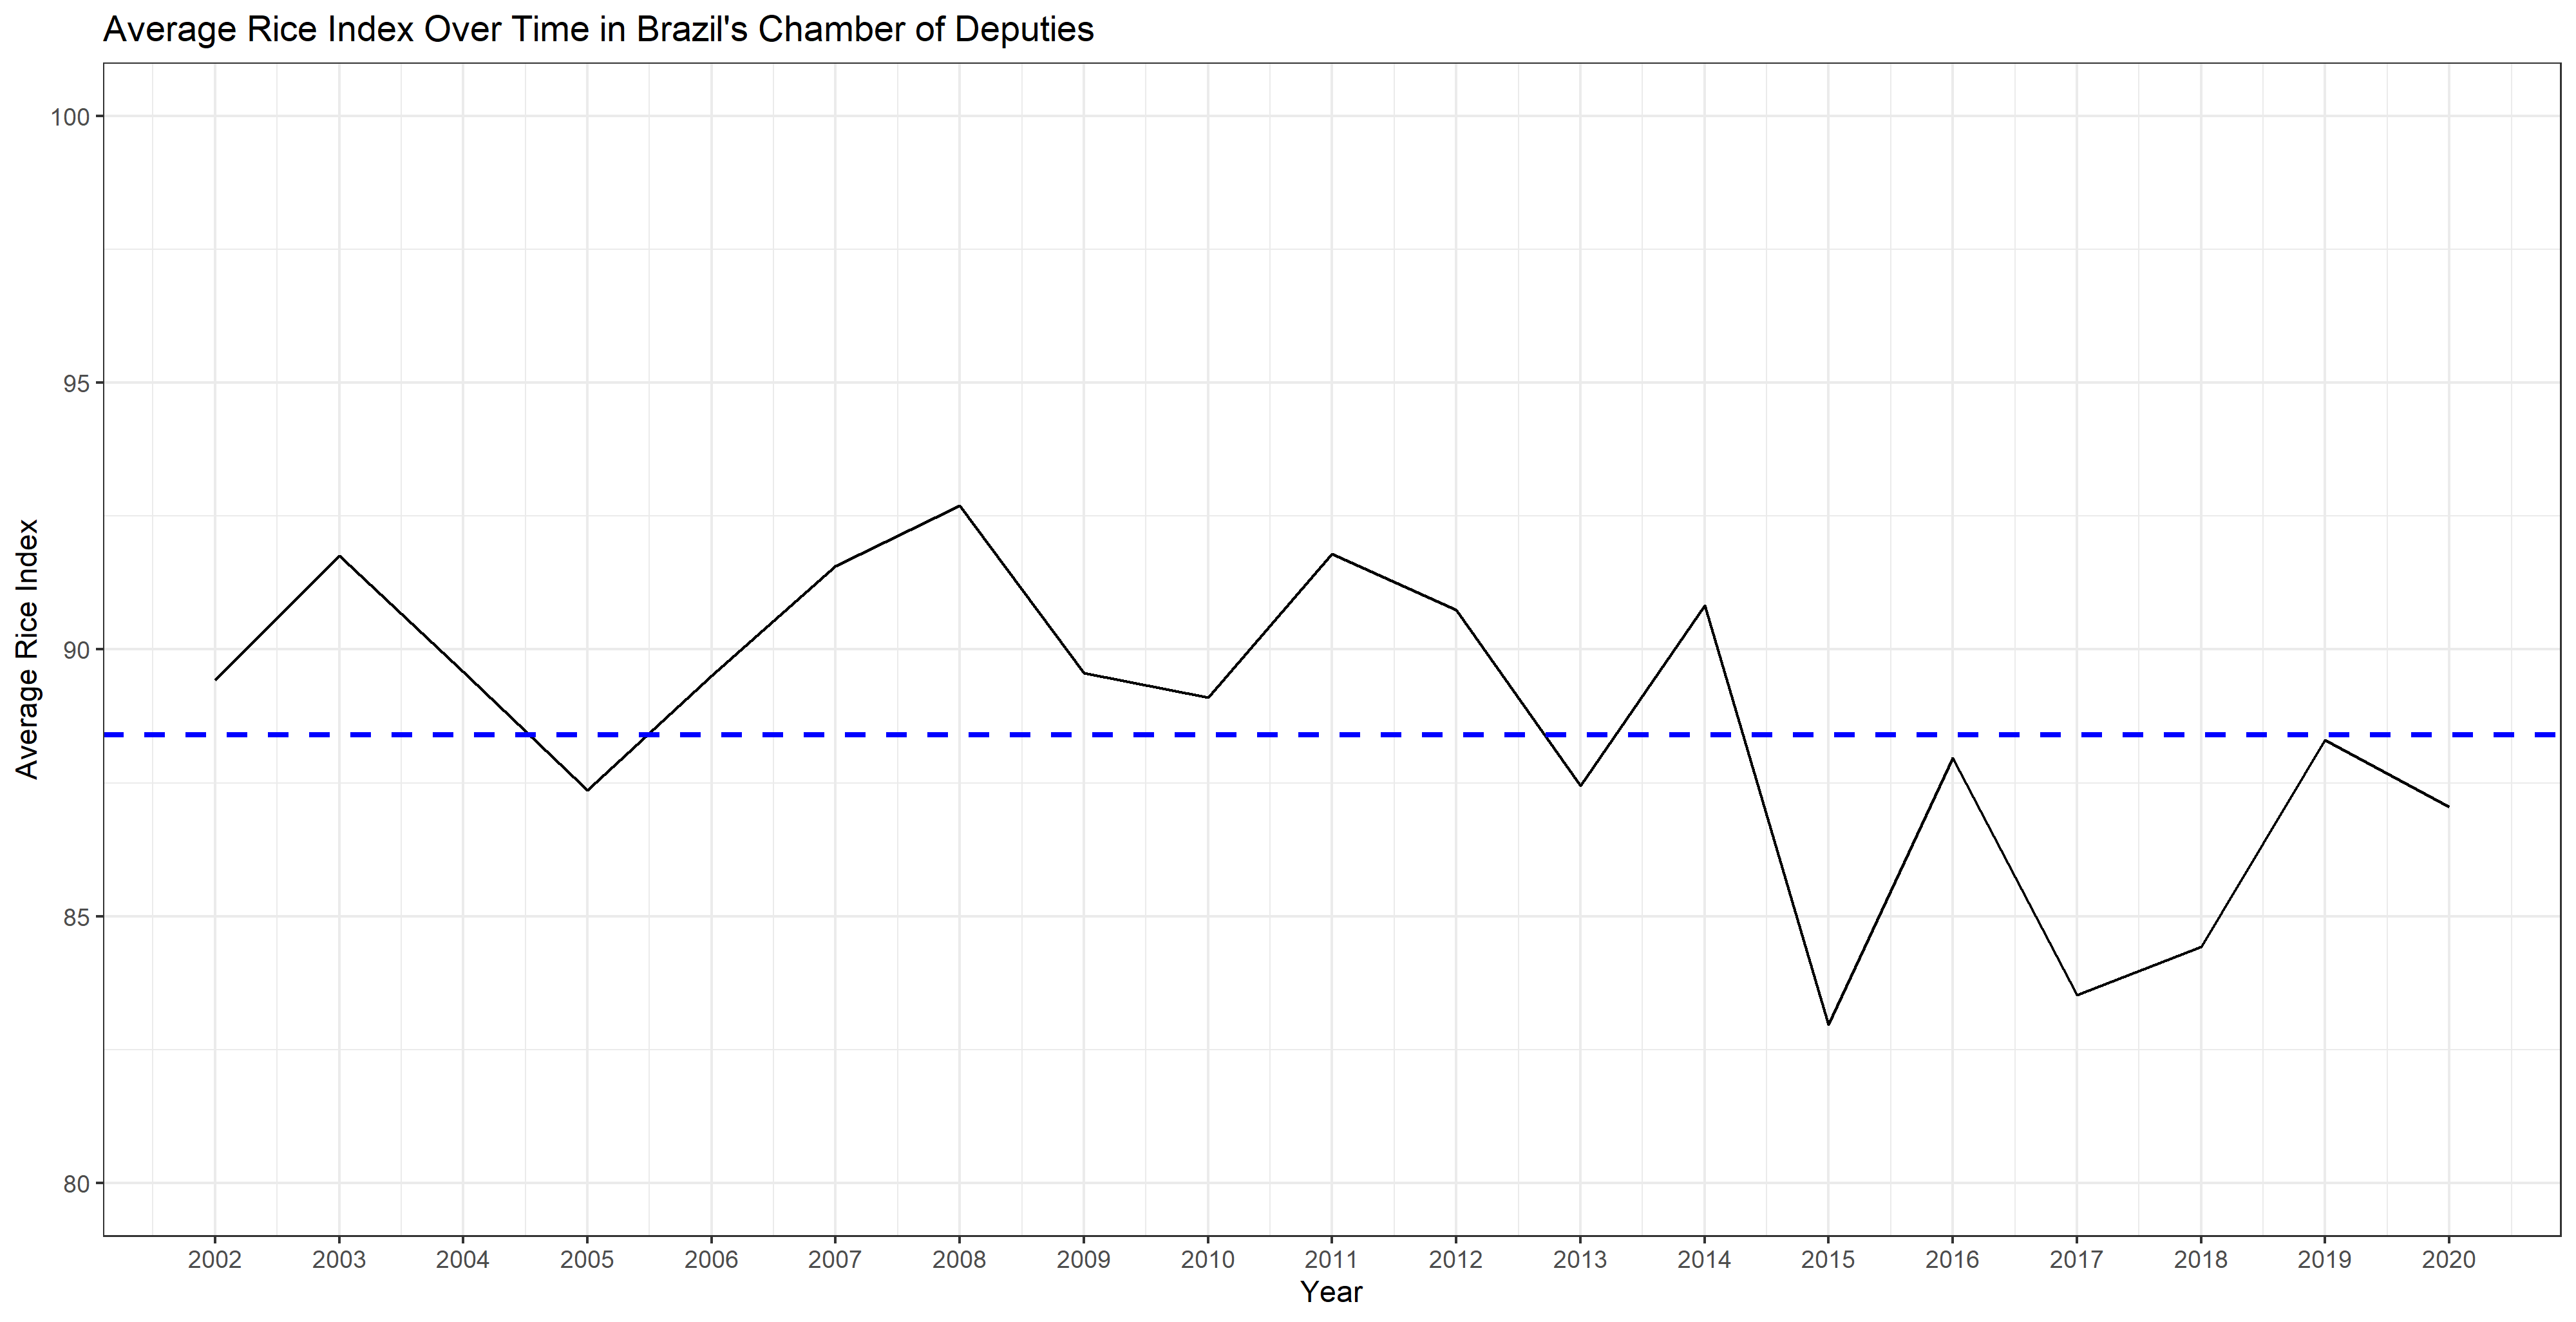 Average Rice Index Over Time in Brazil's Chamber of Deputies
100
95
90
85
80
Average Rice Index
2002 2003 2004 2005 2006 2007 2008 2009 2010 2011 2012 2013 2014 2015 2016 2017 2018 2019 2020
Year